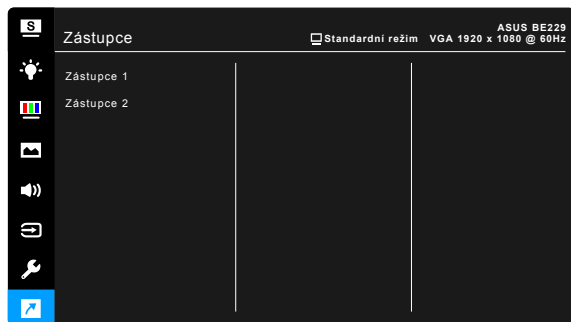 S
Zástupce
Standardní režim
ASUS BE229
VGA 1920 x 1080 @ 60Hz
Zástupce 1
Zástupce 2